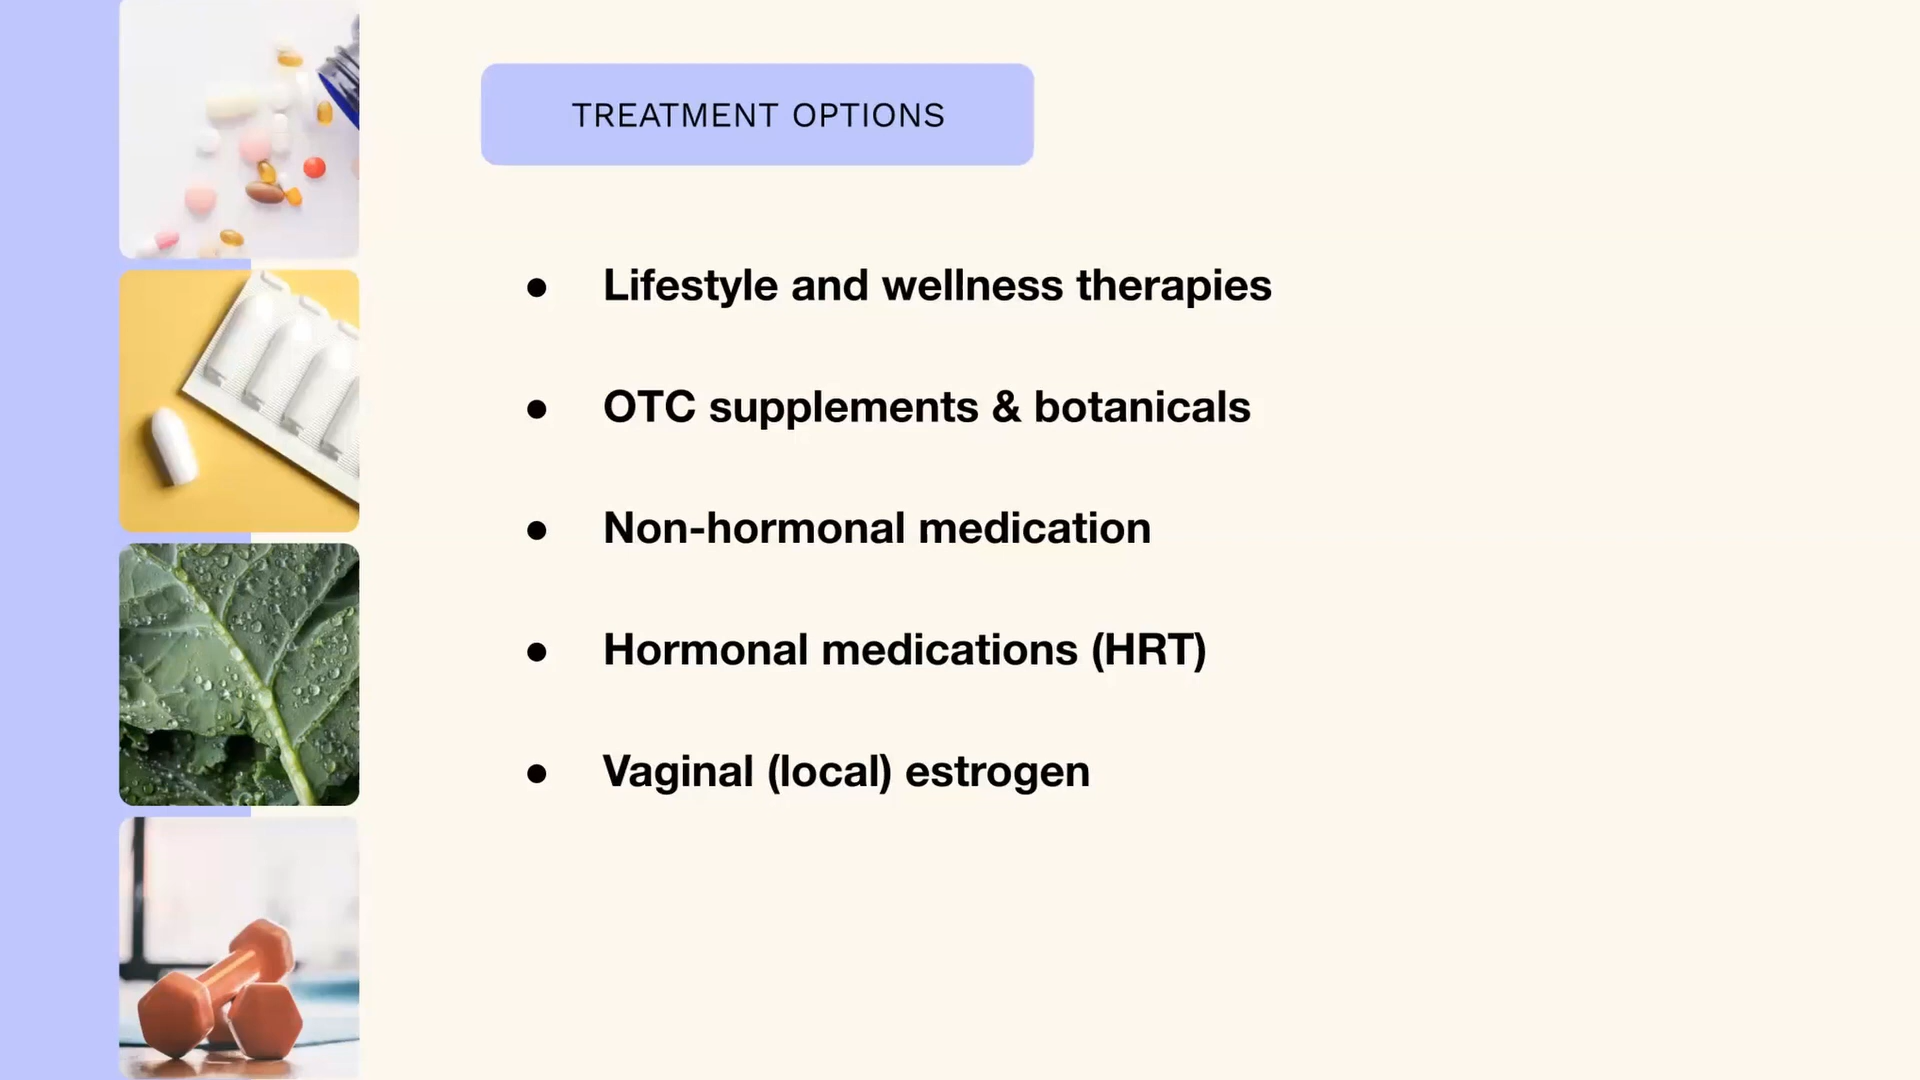 TREATMENT OPTIONS
● Lifestyle and wellness therapies
● OTC supplements & botanicals
● Non-hormonal medication
● Hormonal medications (HRT)
● Vaginal (local) estrogen